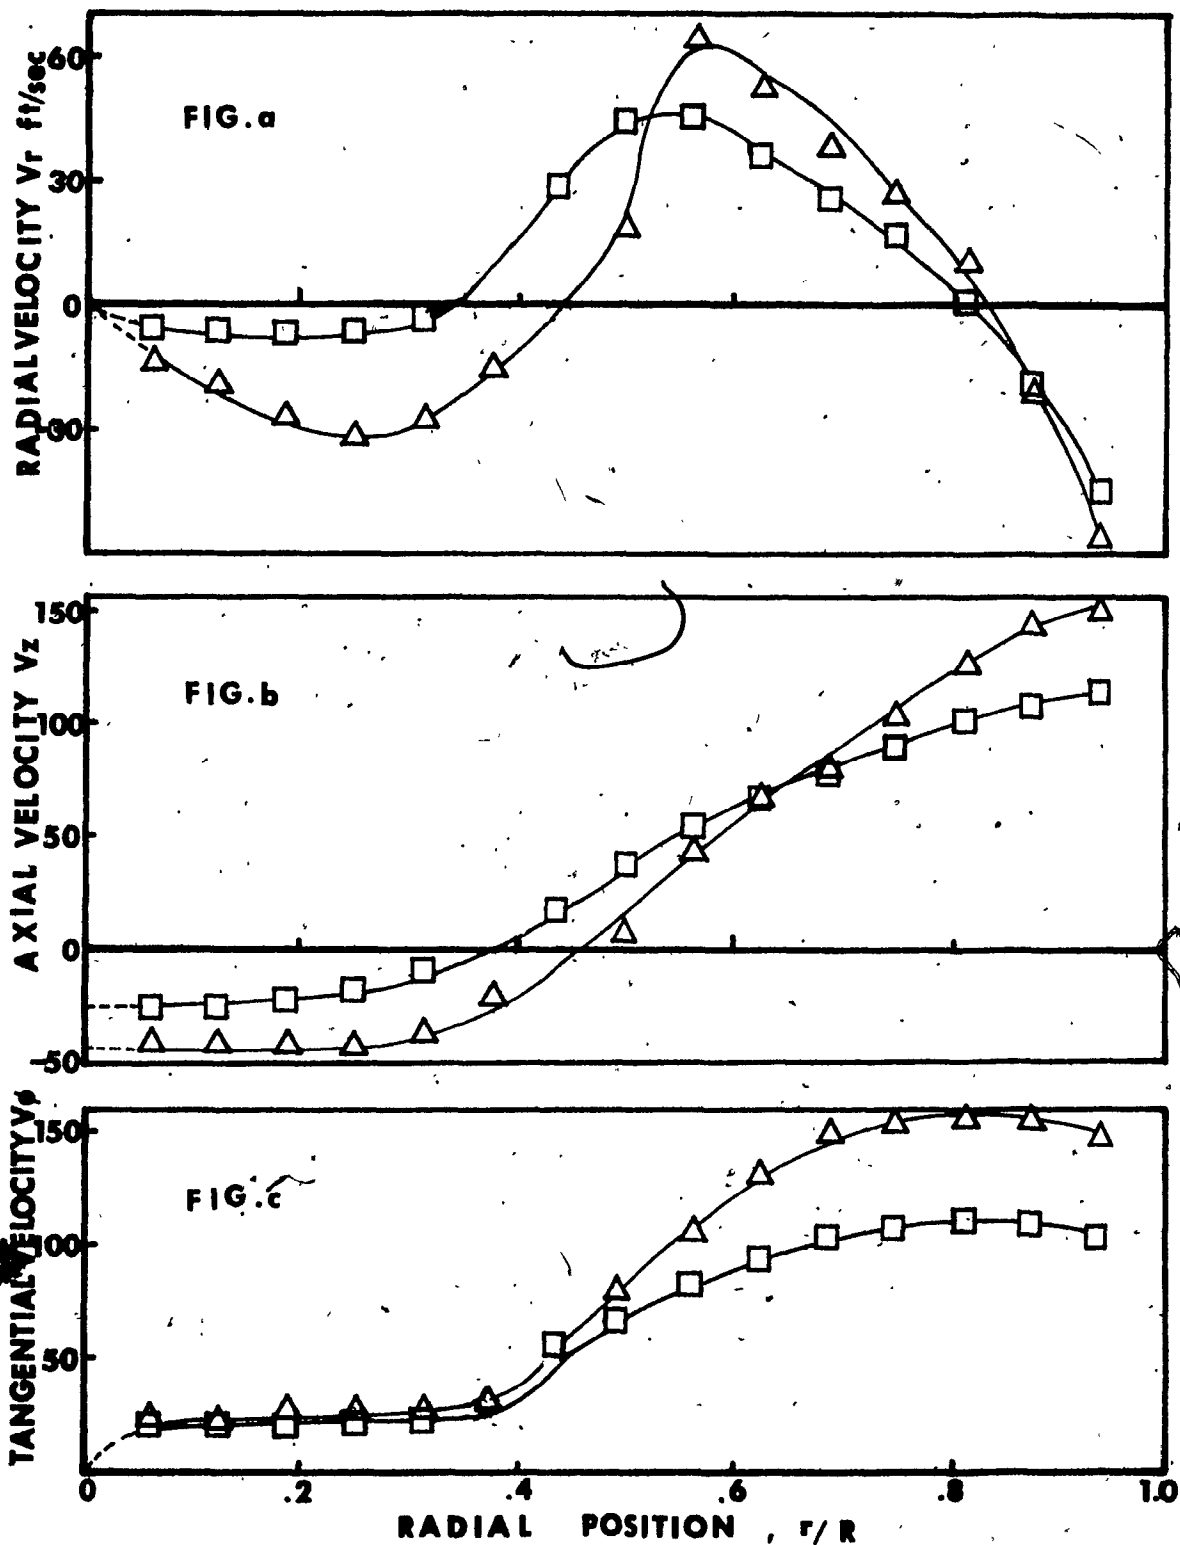 RADIAL VELOCITY Vr ft/sec
60
30
0
-30
FIG.a
AXIAL VELOCITY Vz
150
100
50
0
-50
FIG.b
TANGENTIAL VELOCITY Vø
150
100
50
FIG.c
0 .2 .4 .6 .8 1.0
RADIAL POSITION , r/R